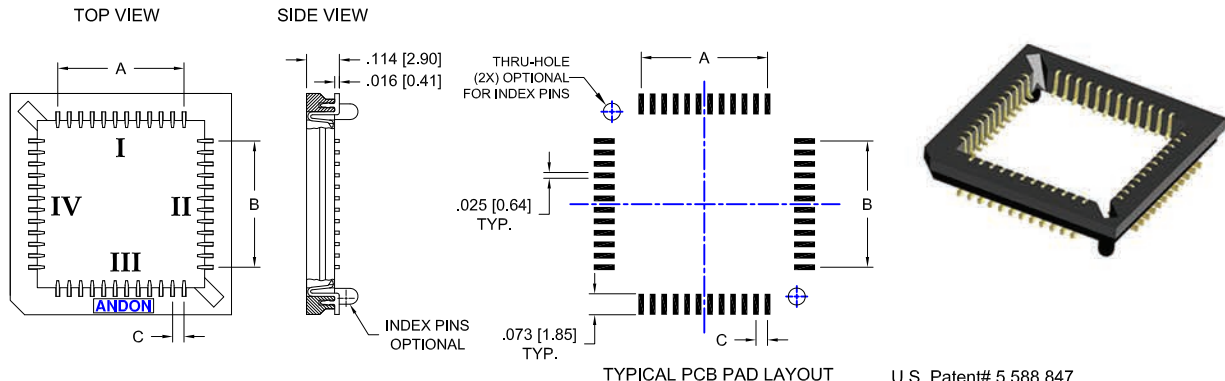 TOP VIEW
SIDE VIEW
A
I
IV
II
III
B
ANDON
C
.114 [2.90]
.016 [0.41]
INDEX PINS
OPTIONAL
THRU-HOLE
(2X) OPTIONAL
FOR INDEX PINS
A
.025 [0.64]
TYP.
B
.073 [1.85]
TYP.
C
TYPICAL PCB PAD LAYOUT
U.S. Patent# 5,588,847